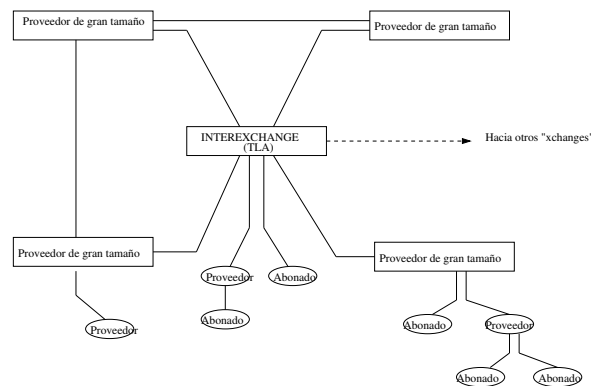 Proveedor de gran tamaño
Proveedor de gran tamaño
INTEREXCHANGE
(TLA)
Hacia otros "xchanges"
Proveedor de gran tamaño
Proveedor de gran tamaño
Proveedor
Abonado
Abonado
Proveedor
Abonado
Proveedor
Abonado
Abonado